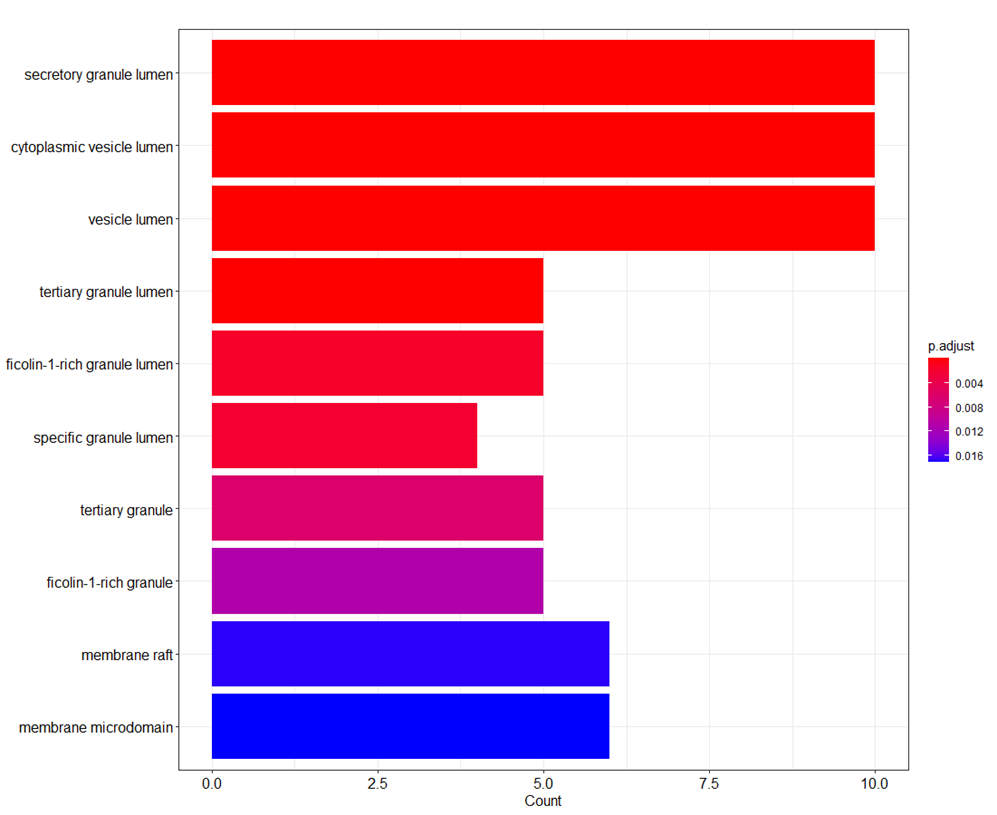 secretory granule lumen
cytoplasmic vesicle lumen
vesicle lumen
tertiary granule lumen
ficolin-1-rich granule lumen
specific granule lumen
tertiary granule
ficolin-1-rich granule
membrane raft
membrane microdomain
0.0 2.5 5.0 7.5 10.0
Count
p.adjust
0.004
0.008
0.012
0.016